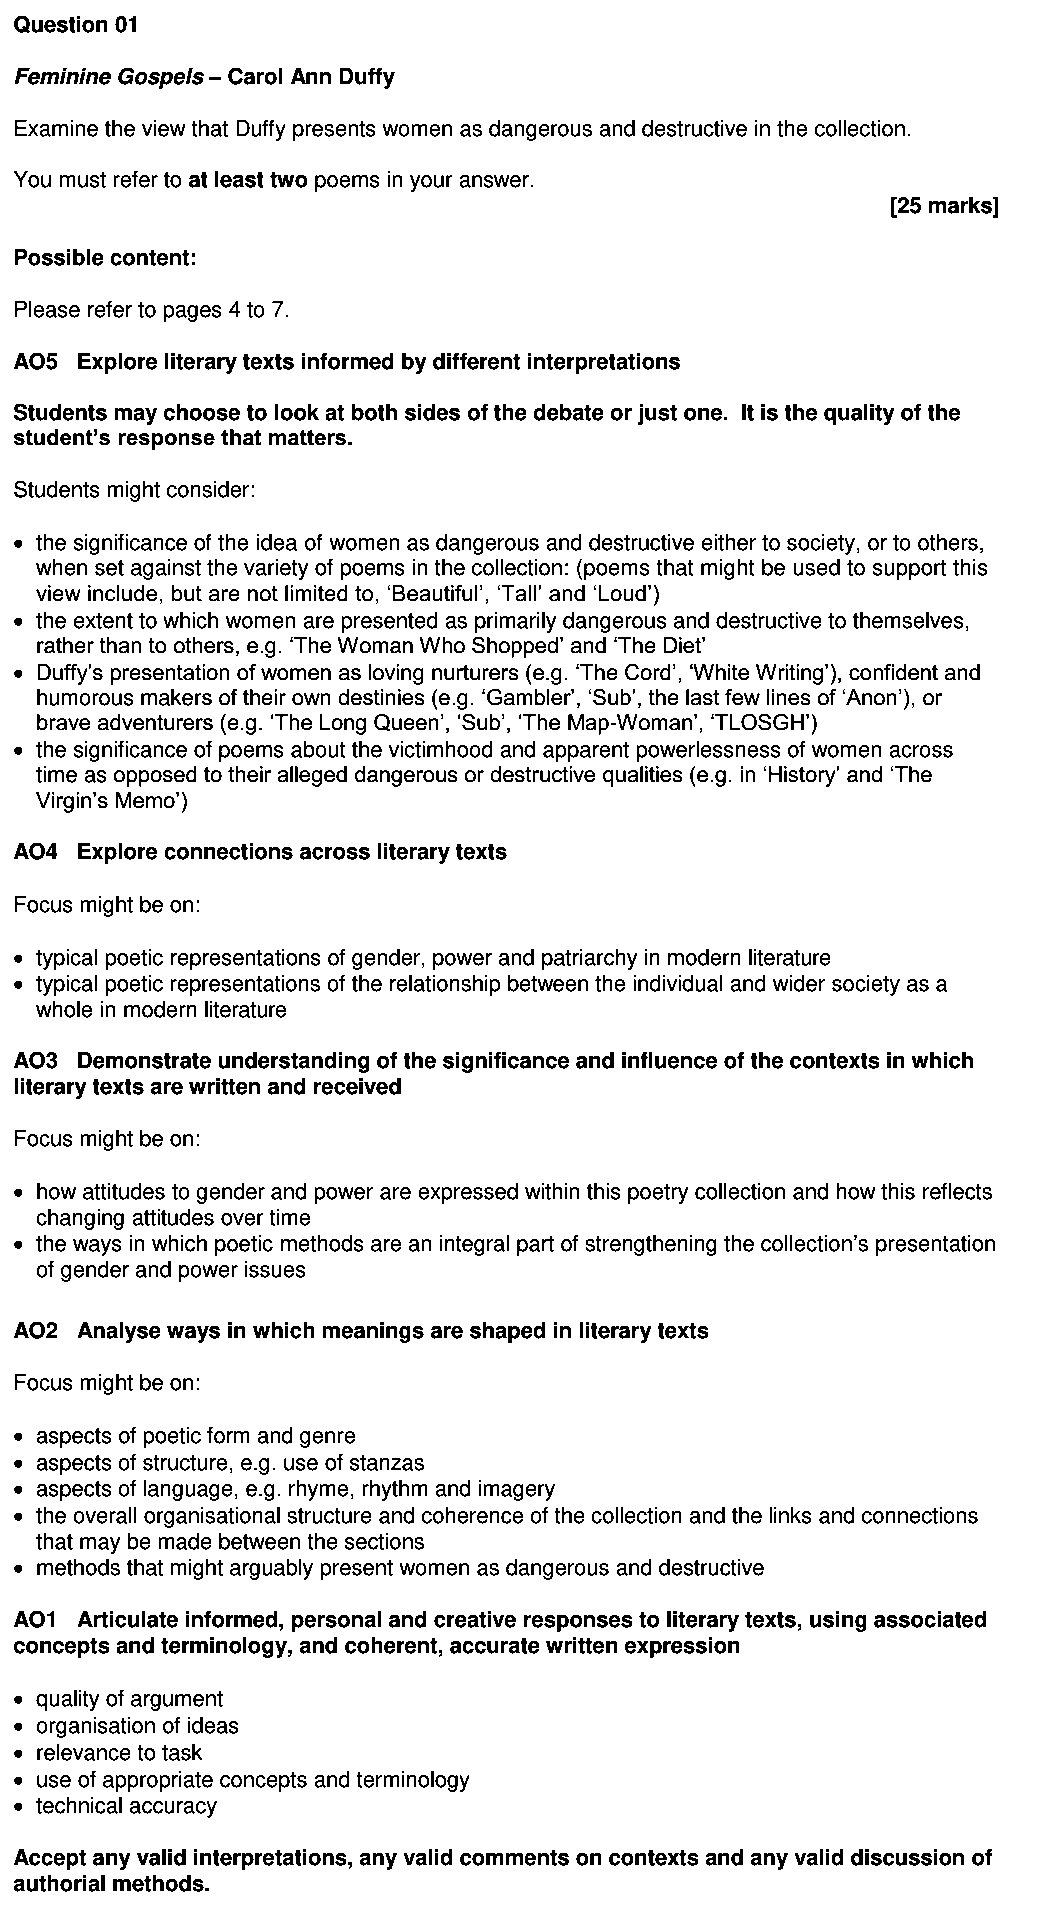 Question 01
Feminine Gospels – Carol Ann Duffy
Examine the view that Duffy presents women as dangerous and destructive in the collection.
You must refer to at least two poems in your answer.
[25 marks]
Possible content:
Please refer to pages 4 to 7.
AO5 Explore literary texts informed by different interpretations
Students may choose to look at both sides of the debate or just one. It is the quality of the
student’s response that matters.
Students might consider:
• the significance of the idea of women as dangerous and destructive either to society, or to others,
when set against the variety of poems in the collection: (poems that might be used to support this
view include, but are not limited to, ‘Beautiful’, ‘Tall’ and ‘Loud’)
• the extent to which women are presented as primarily dangerous and destructive to themselves,
rather than to others, e.g. ‘The Woman Who Shopped’ and ‘The Diet’
• Duffy’s presentation of women as loving nurturers (e.g. ‘The Cord’, ‘White Writing’), confident and
humorous makers of their own destinies (e.g. ‘Gambler’, ‘Sub’, the last few lines of ‘Anon’), or
brave adventurers (e.g. ‘The Long Queen’, ‘Sub’, ‘The Map-Woman’, ‘TLOSGH’)
• the significance of poems about the victimhood and apparent powerlessness of women across
time as opposed to their alleged dangerous or destructive qualities (e.g. in ‘History’ and ‘The
Virgin’s Memo’)
AO4 Explore connections across literary texts
Focus might be on:
• typical poetic representations of gender, power and patriarchy in modern literature
• typical poetic representations of the relationship between the individual and wider society as a
whole in modern literature
AO3 Demonstrate understanding of the significance and influence of the contexts in which
literary texts are written and received
Focus might be on:
• how attitudes to gender and power are expressed within this poetry collection and how this reflects
changing attitudes over time
• the ways in which poetic methods are an integral part of strengthening the collection’s presentation
of gender and power issues
AO2 Analyse ways in which meanings are shaped in literary texts
Focus might be on:
• aspects of poetic form and genre
• aspects of structure, e.g. use of stanzas
• aspects of language, e.g. rhyme, rhythm and imagery
• the overall organisational structure and coherence of the collection and the links and connections
that may be made between the sections
• methods that might arguably present women as dangerous and destructive
AO1 Articulate informed, personal and creative responses to literary texts, using associated
concepts and terminology, and coherent, accurate written expression
• quality of argument
• organisation of ideas
• relevance to task
• use of appropriate concepts and terminology
• technical accuracy
Accept any valid interpretations, any valid comments on contexts and any valid discussion of
authorial methods.